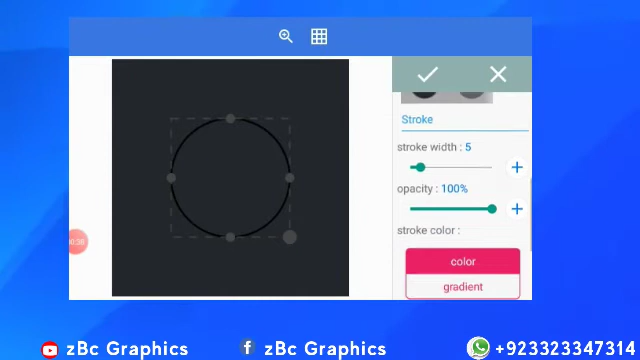 Stroke
stroke width : 5
opacity : 100%
stroke color :
color
gradient
zBc Graphics
zBc Graphics
+923323347314